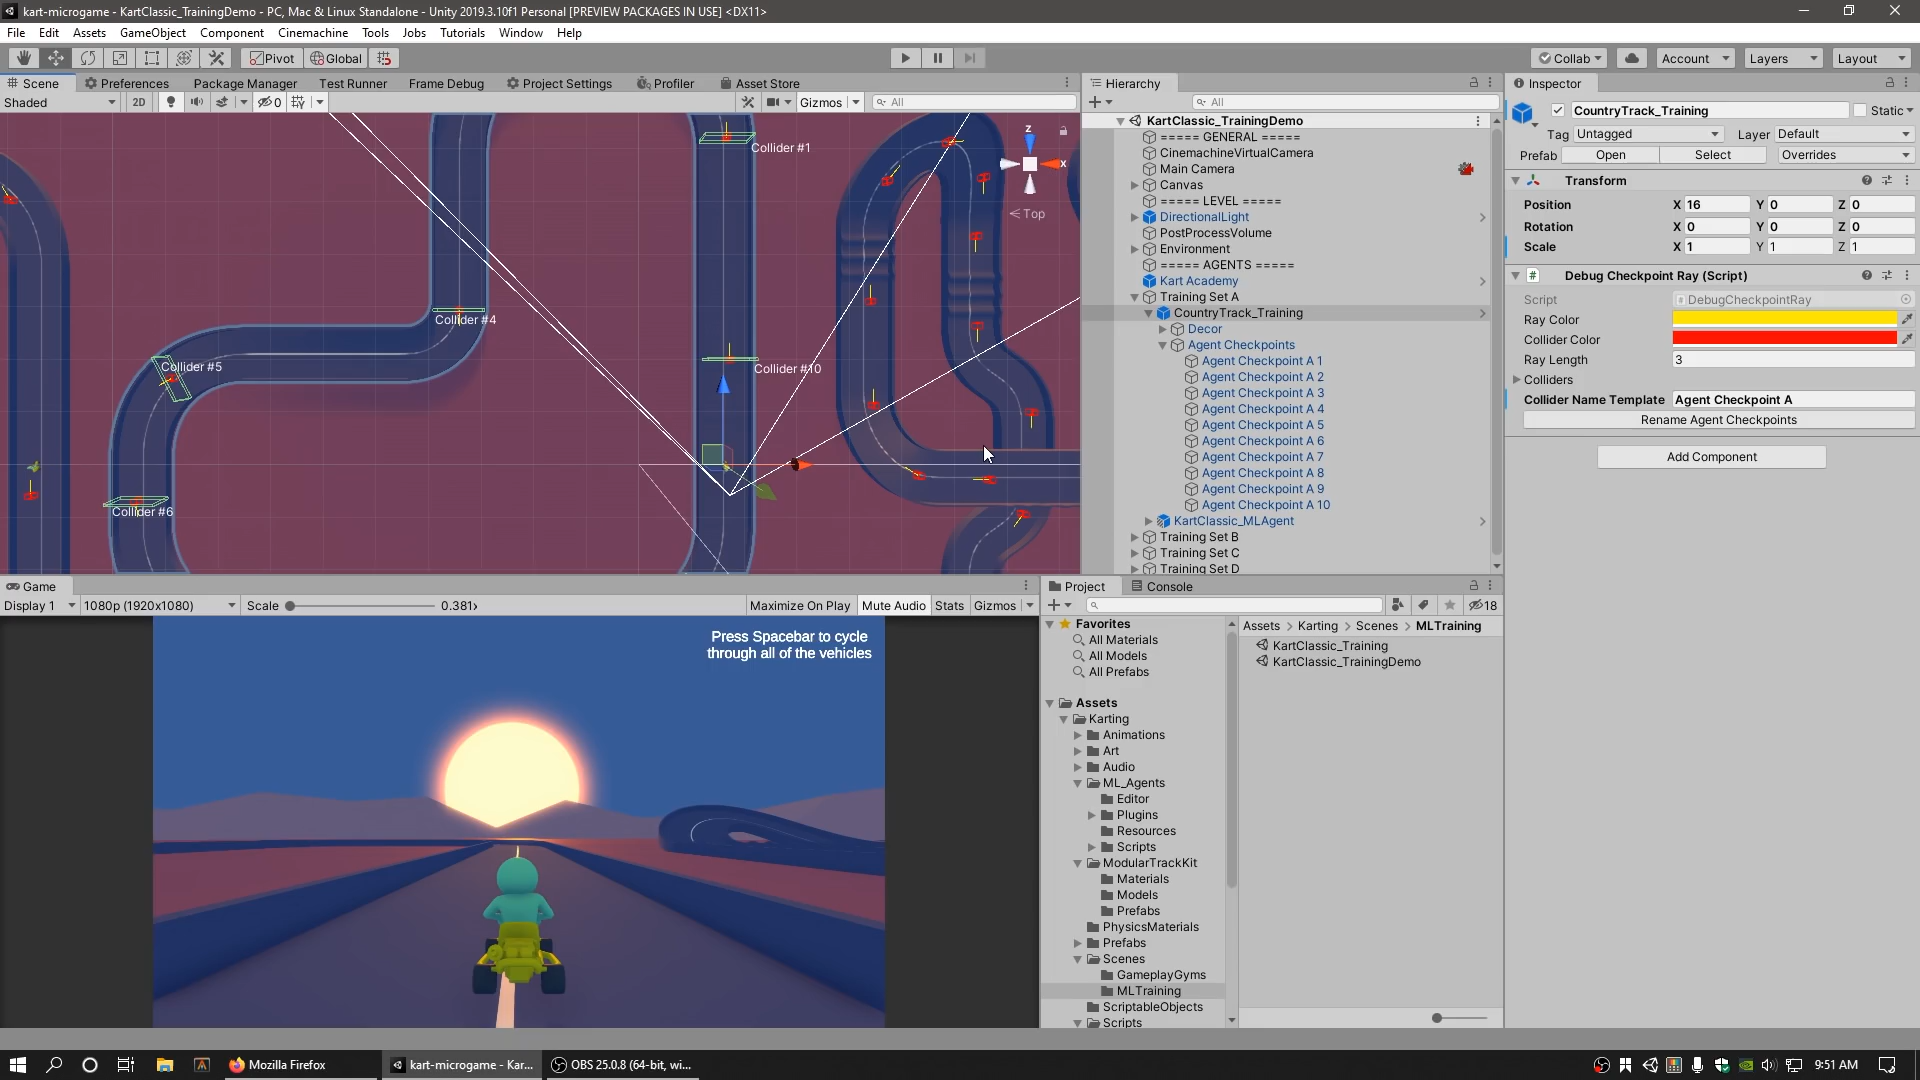 kart-microgame - KartClassic_TrainingDemo - PC, Mac & Linux Standalone - Unity 2019.3.10f1 Personal [PREVIEW PACKAGES IN USE] <DX11>
File Edit Assets GameObject Component Cinemachine Tools Jobs Tutorials Window Help
Pivot Global Collab Account Layers Layout
Scene Preferences Package Manager Test Runner Frame Debug Project Settings Profiler Asset Store
Shaded 2D 0 Gizmos All
Collider #1
Collider #4
Collider #5
Collider #10
Collider #6
z
x
Top
Hierarchy
All
KartClassic_TrainingDemo
===== GENERAL =====
CinemachineVirtualCamera
Main Camera
Canvas
===== LEVEL =====
DirectionalLight
PostProcessVolume
Environment
===== AGENTS =====
Kart Academy
Training Set A
CountryTrack_Training
Decor
Agent Checkpoints
Agent Checkpoint A 1
Agent Checkpoint A 2
Agent Checkpoint A 3
Agent Checkpoint A 4
Agent Checkpoint A 5
Agent Checkpoint A 6
Agent Checkpoint A 7
Agent Checkpoint A 8
Agent Checkpoint A 9
Agent Checkpoint A 10
KartClassic_MLAgent
Training Set B
Training Set C
Training Set D
Inspector
CountryTrack_Training Static
Tag Untagged Layer Default
Prefab Open Select Overrides
Transform
Position X 16 Y 0 Z 0
Rotation X 0 Y 0 Z 0
Scale X 1 Y 1 Z 1
# Debug Checkpoint Ray (Script)
Script # DebugCheckpointRay
Ray Color
Collider Color
Ray Length 3
Colliders
Collider Name Template Agent Checkpoint A
Rename Agent Checkpoints
Add Component
Game
Display 1 1080p (1920x1080) Scale 0.381x Maximize On Play Mute Audio Stats Gizmos
Press Spacebar to cycle
through all of the vehicles
Project Console
18
Favorites
All Materials
All Models
All Prefabs
Assets
Karting
Animations
Art
Audio
ML_Agents
Editor
Plugins
Resources
Scripts
ModularTrackKit
Materials
Models
Prefabs
PhysicsMaterials
Prefabs
Scenes
GameplayGyms
MLTraining
ScriptableObjects
Scripts
Assets > Karting > Scenes > MLTraining
KartClassic_Training
KartClassic_TrainingDemo
Mozilla Firefox kart-microgame - Kar... OBS 25.0.8 (64-bit, wi... 9:51 AM